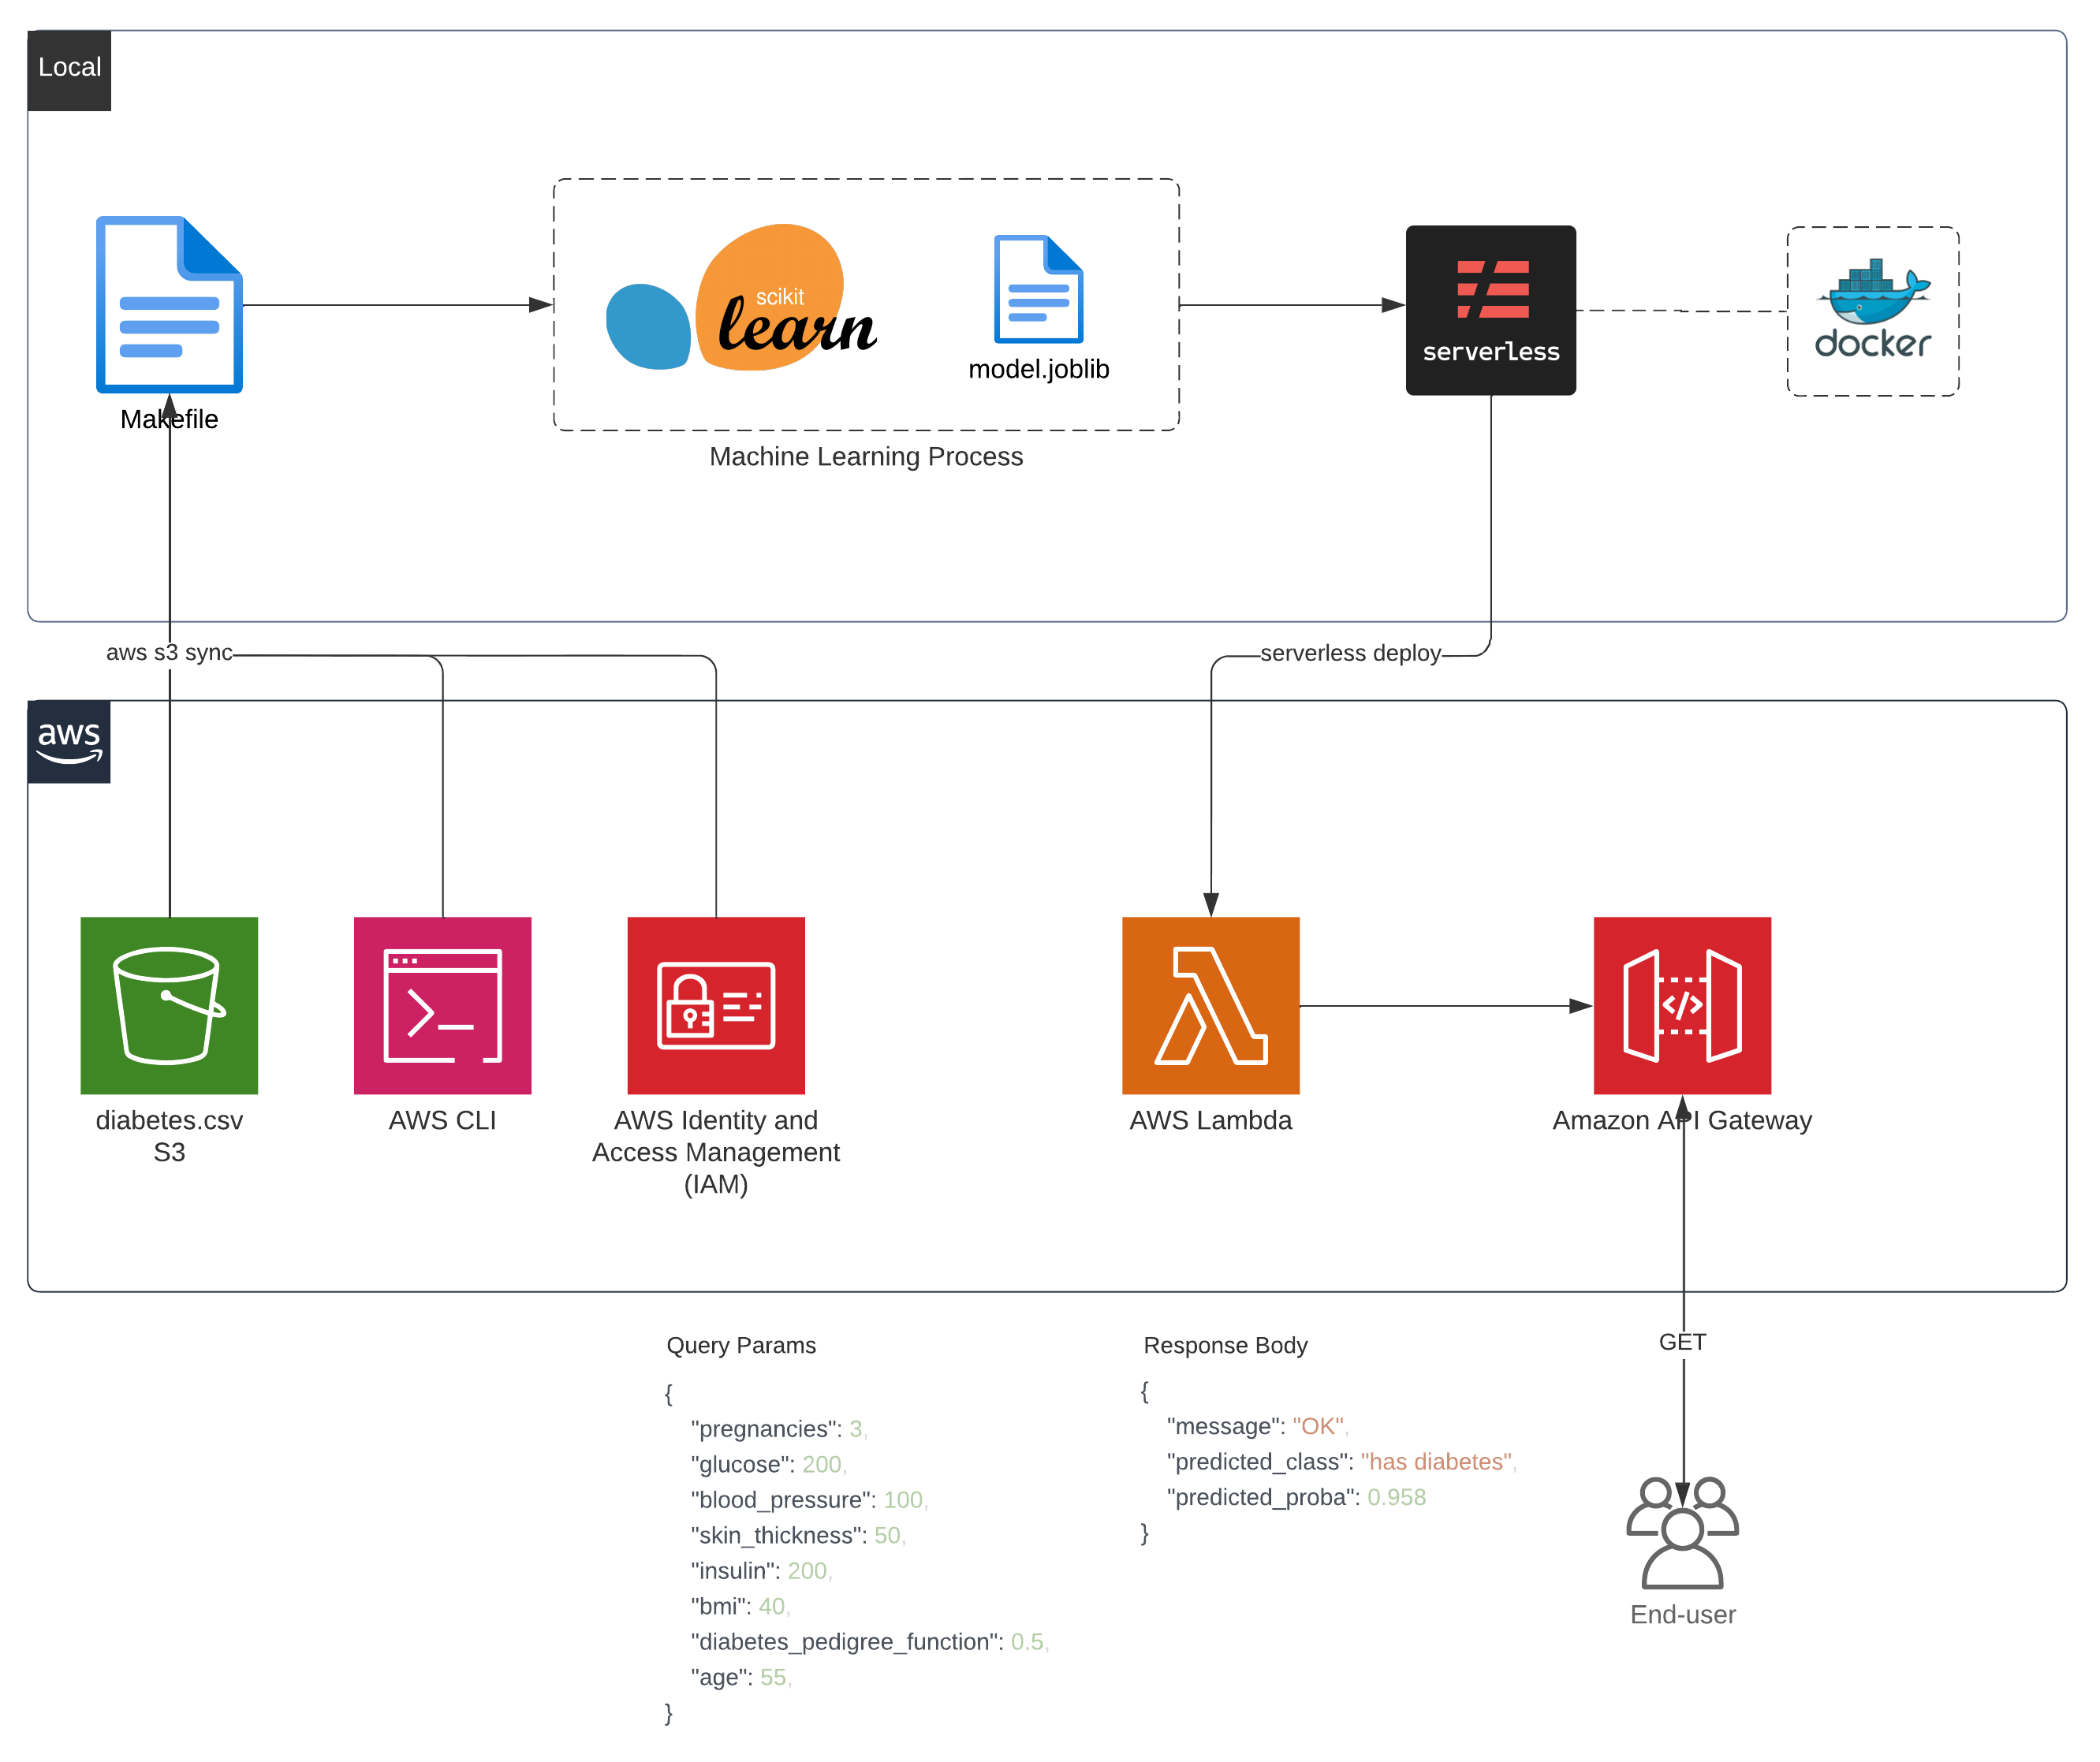 Local
scikit
learn
model.joblib
serverless
docker
Makefile
Machine Learning Process
aws s3 sync
serverless deploy
aws
diabetes.csv
S3
AWS CLI
AWS Identity and
Access Management
(IAM)
AWS Lambda
Amazon API Gateway
GET
Query Params
{
"pregnancies": 3,
"glucose": 200,
"blood_pressure": 100,
"skin_thickness": 50,
"insulin": 200,
"bmi": 40,
"diabetes_pedigree_function": 0.5,
"age": 55,
}
Response Body
{
"message": "OK",
"predicted_class": "has diabetes",
"predicted_proba": 0.958
}
End-user